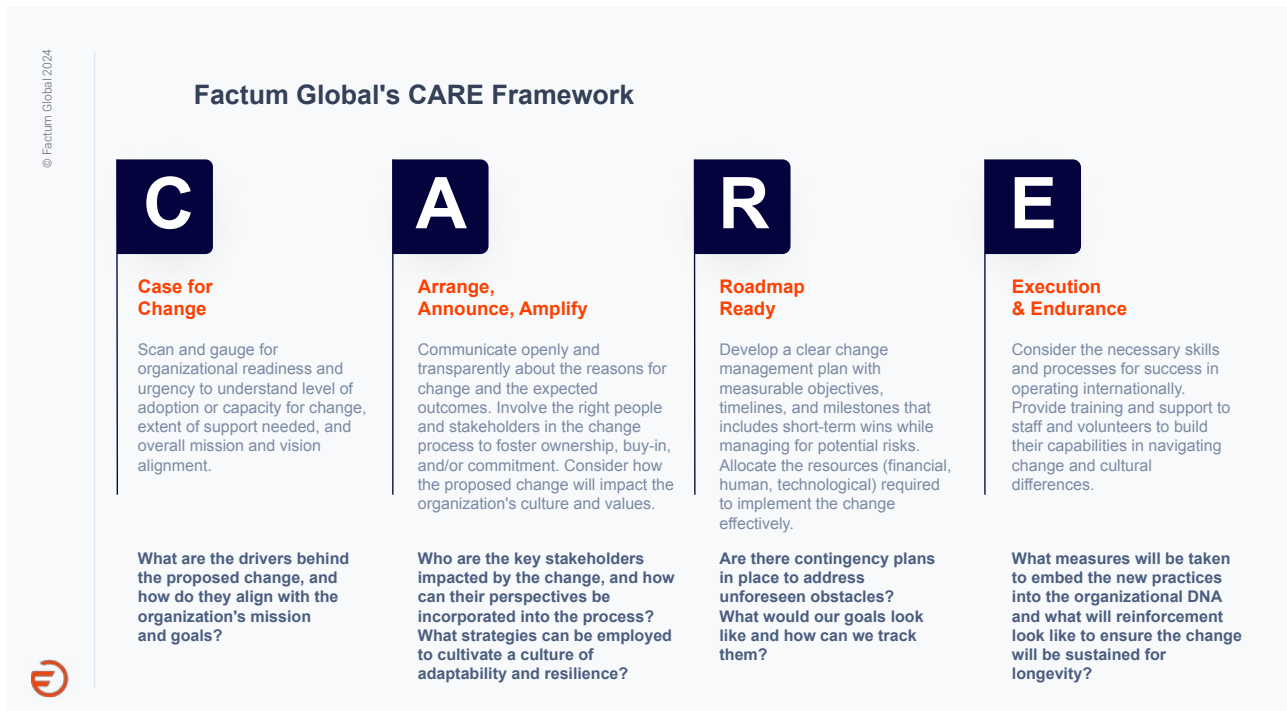 © Factum Global 2024
Factum Global's CARE Framework
C
Case for
Change
Scan and gauge for
organizational readiness and
urgency to understand level of
adoption or capacity for change,
extent of support needed, and
overall mission and vision
alignment.
What are the drivers behind
the proposed change, and
how do they align with the
organization's mission
and goals?
A
Arrange,
Announce, Amplify
Communicate openly and
transparently about the reasons for
change and the expected
outcomes. Involve the right people
and stakeholders in the change
process to foster ownership, buy-in,
and/or commitment. Consider how
the proposed change will impact the
organization's culture and values.
Who are the key stakeholders
impacted by the change, and how
can their perspectives be
incorporated into the process?
What strategies can be employed
to cultivate a culture of
adaptability and resilience?
R
Roadmap
Ready
Develop a clear change
management plan with
measurable objectives,
timelines, and milestones that
includes short-term wins while
managing for potential risks.
Allocate the resources (financial,
human, technological) required
to implement the change
effectively.
Are there contingency plans
in place to address
unforeseen obstacles?
What would our goals look
like and how can we track
them?
E
Execution
& Endurance
Consider the necessary skills
and processes for success in
operating internationally.
Provide training and support to
staff and volunteers to build
their capabilities in navigating
change and cultural
differences.
What measures will be taken
to embed the new practices
into the organizational DNA
and what will reinforcement
look like to ensure the change
will be sustained for
longevity?